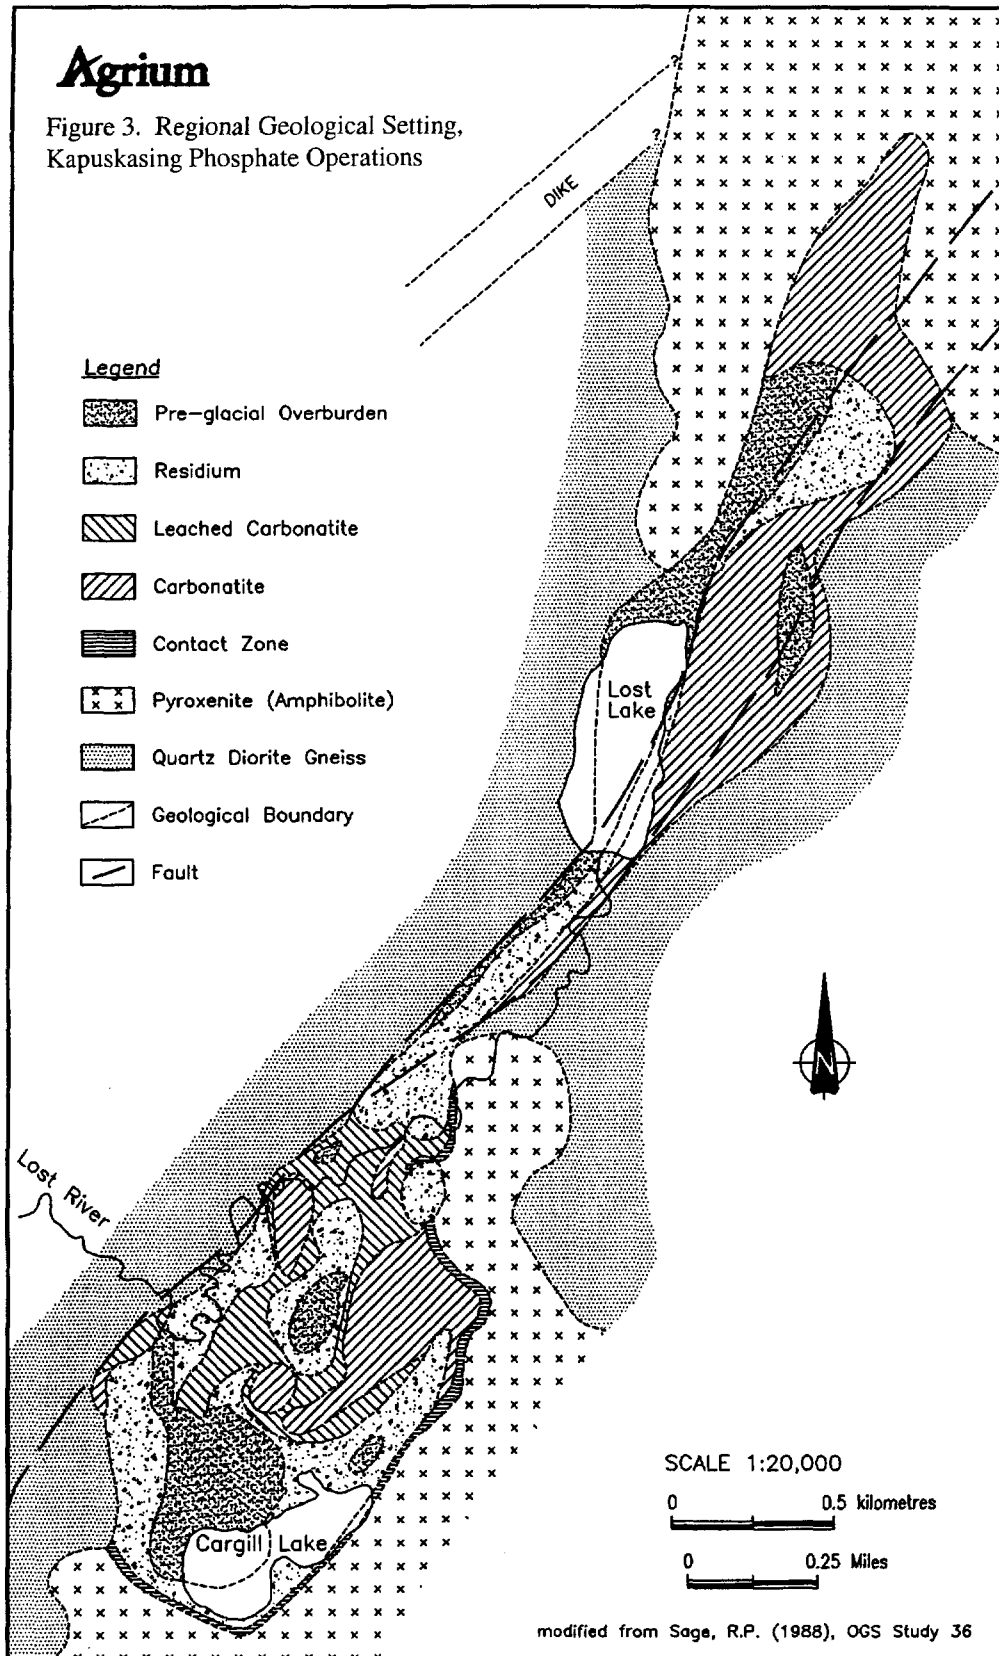 Agrium
Figure 3. Regional Geological Setting,
Kapuskasing Phosphate Operations
?
?
DIKE
Legend
Pre-glacial Overburden
Residium
Leached Carbonatite
Carbonatite
Contact Zone
Pyroxenite (Amphibolite)
Quartz Diorite Gneiss
Geological Boundary
Fault
Lost
Lake
N
Lost River
Cargill Lake
SCALE 1:20,000
0 0.5 kilometres
0 0.25 Miles
modified from Sage, R.P. (1988), OGS Study 36